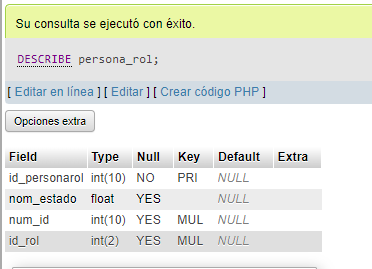 Su consulta se ejecutó con éxito.
DESCRIBE persona_rol;
[ Editar en línea ] [ Editar ] [ Crear código PHP ]
Opciones extra
Field Type Null Key Default Extra
id_personarol int(10) NO PRI NULL
nom_estado float YES NULL
num_id int(10) YES MUL NULL
id_rol int(2) YES MUL NULL